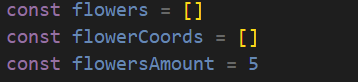 const flowers = []
const flowerCoords = []
const flowersAmount = 5